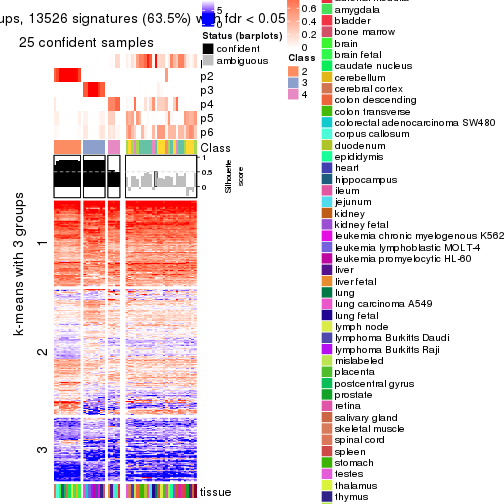 ups, 13526 signatures (63.5%) with fdr < 0.05
25 confident samples
p2
p3
p4
p5
p6
Class
1
0.5
0
Silhouette
score
k-means with 3 groups
1
2
3
tissue
5
0
Status (barplots)
confident
ambiguous
0.6
0.4
0.2
0
Class
2
3
4
amygdala
bladder
bone marrow
brain
brain fetal
caudate nucleus
cerebellum
cerebral cortex
colon descending
colon transverse
colorectal adenocarcinoma SW480
corpus callosum
duodenum
epididymis
heart
hippocampus
ileum
jejunum
kidney
kidney fetal
leukemia chronic myelogenous K562
leukemia lymphoblastic MOLT-4
leukemia promyelocytic HL-60
liver
liver fetal
lung
lung carcinoma A549
lung fetal
lymph node
lymphoma Burkitts Daudi
lymphoma Burkitts Raji
mislabeled
placenta
postcentral gyrus
prostate
retina
salivary gland
skeletal muscle
spinal cord
spleen
stomach
testes
thalamus
thymus